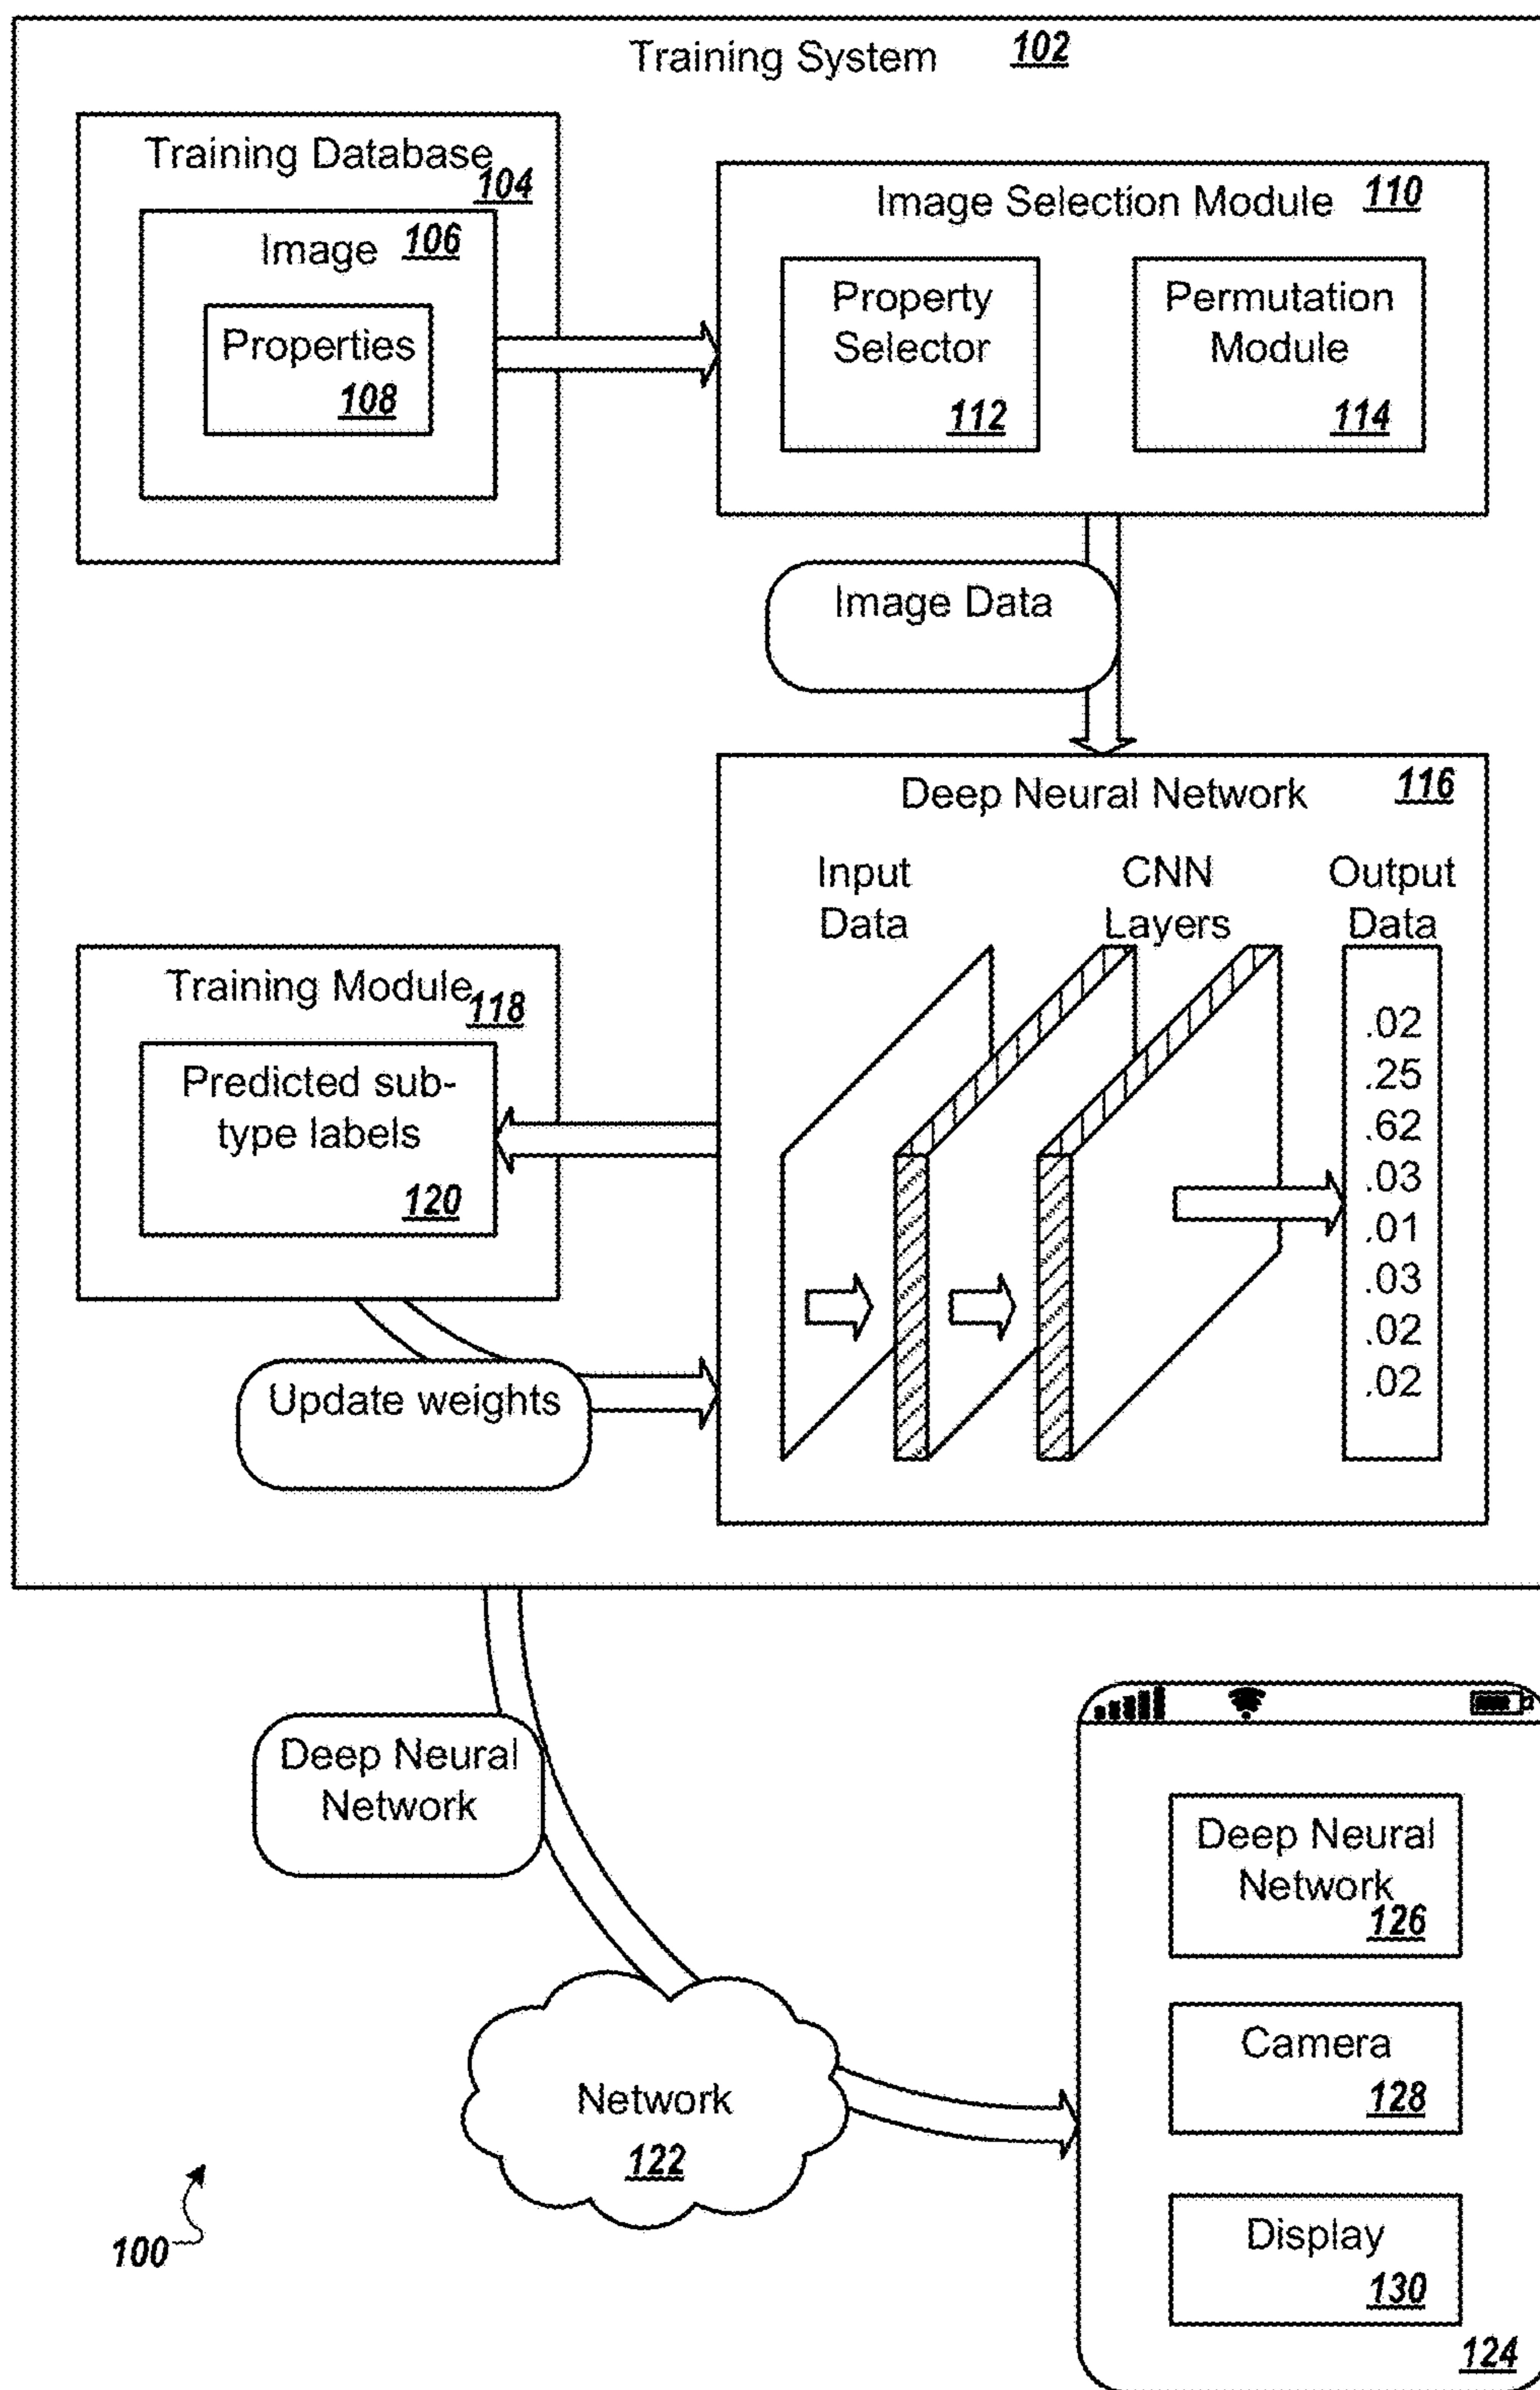 Training System 102
Training Database
104
Image 106
Properties
108
Image Selection Module 110
Property
Selector
112
Permutation
Module
114
Image Data
Deep Neural Network 116
Input
Data
CNN
Layers
Output
Data
.02
.25
.62
.03
.01
.03
.02
.02
Training Module
118
Predicted sub-
type labels
120
Update weights
Deep Neural
Network
Network
122
Deep Neural
Network
126
Camera
128
Display
130
124
100